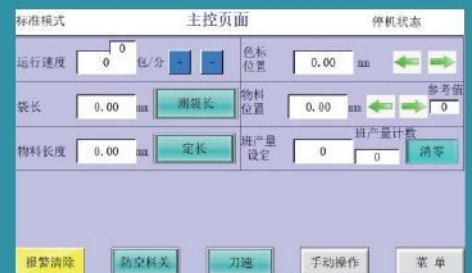 标准模式 主控页面 停机状态
0
运行速度 0 包/分 + - 色标位置 0.00 mm
参考值
袋长 0.00 mm 测袋长 物料位置 0.00 mm 0
班产量计数
物料长度 0.00 mm 定长 班产量设定 0 0 清零
报警清除 防空料关 刀速 手动操作 菜单